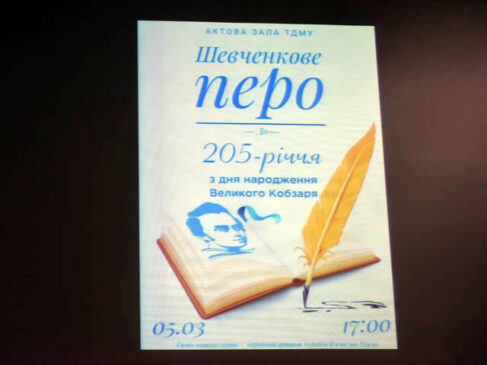 АКТОВА ЗАЛА ТДМУ
Шевченкове
перо
— До —
205-річчя
з дня народження
Великого Кобзаря
05.03
17:00